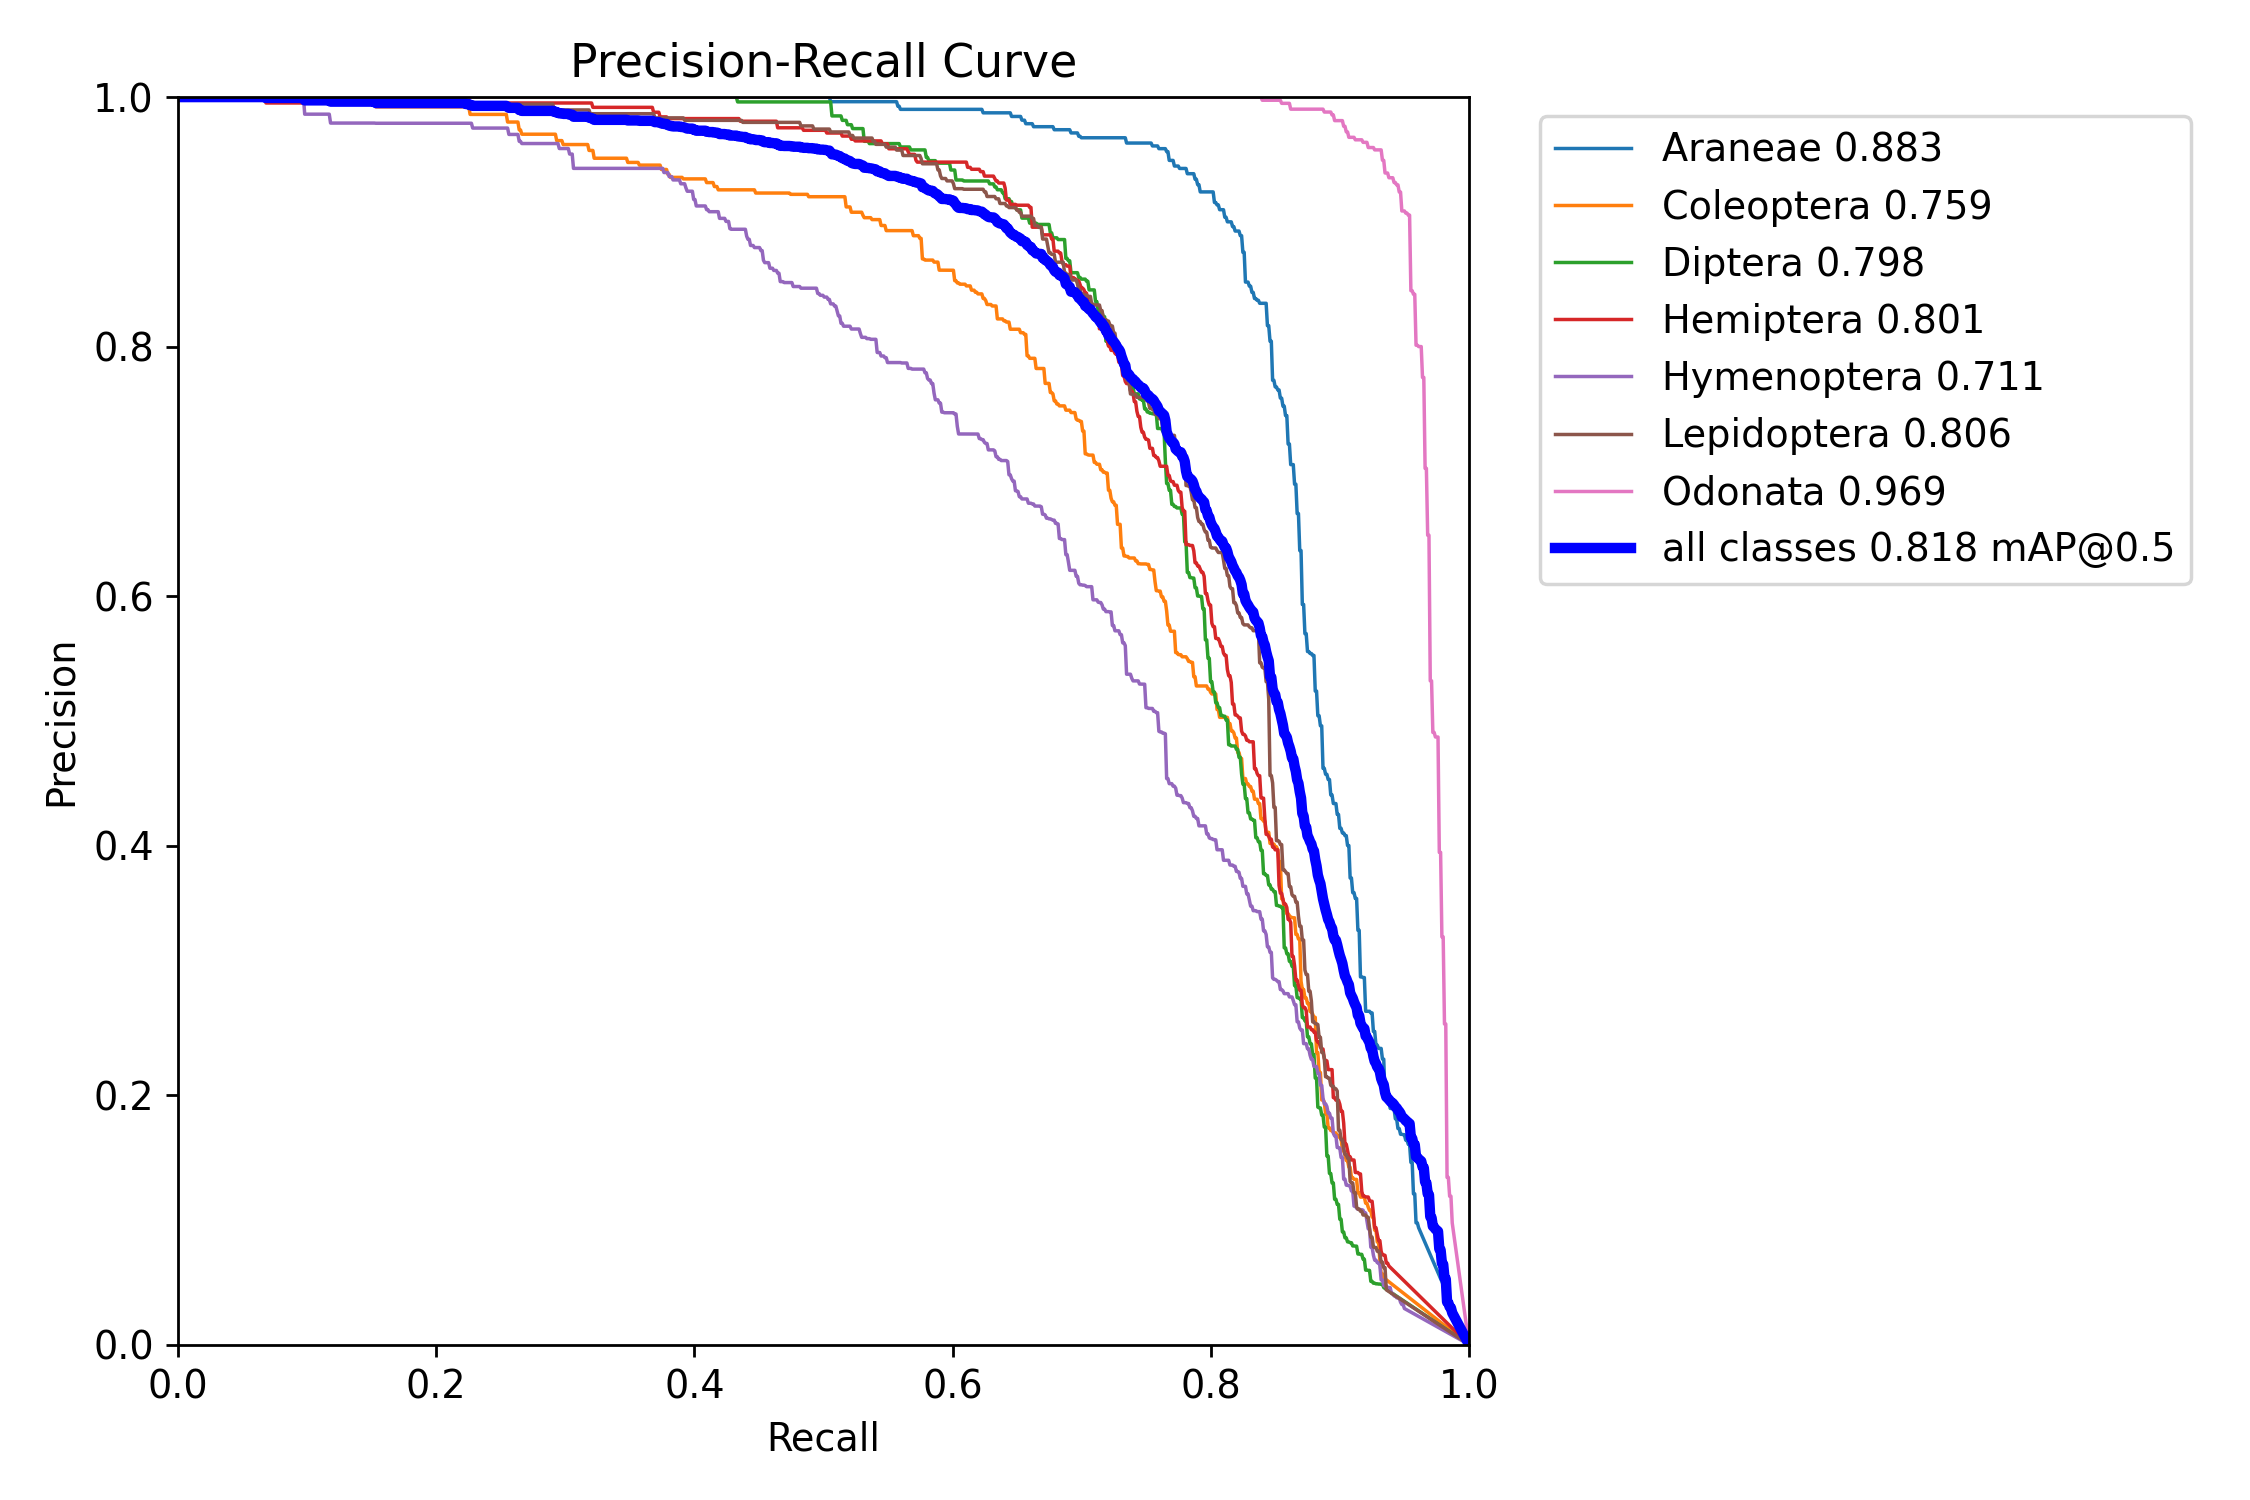 Precision-Recall Curve
1.0
0.8
0.6
0.4
0.2
0.0
Precision
0.0 0.2 0.4 0.6 0.8 1.0
Recall
Araneae 0.883
Coleoptera 0.759
Diptera 0.798
Hemiptera 0.801
Hymenoptera 0.711
Lepidoptera 0.806
Odonata 0.969
all classes 0.818 mAP@0.5